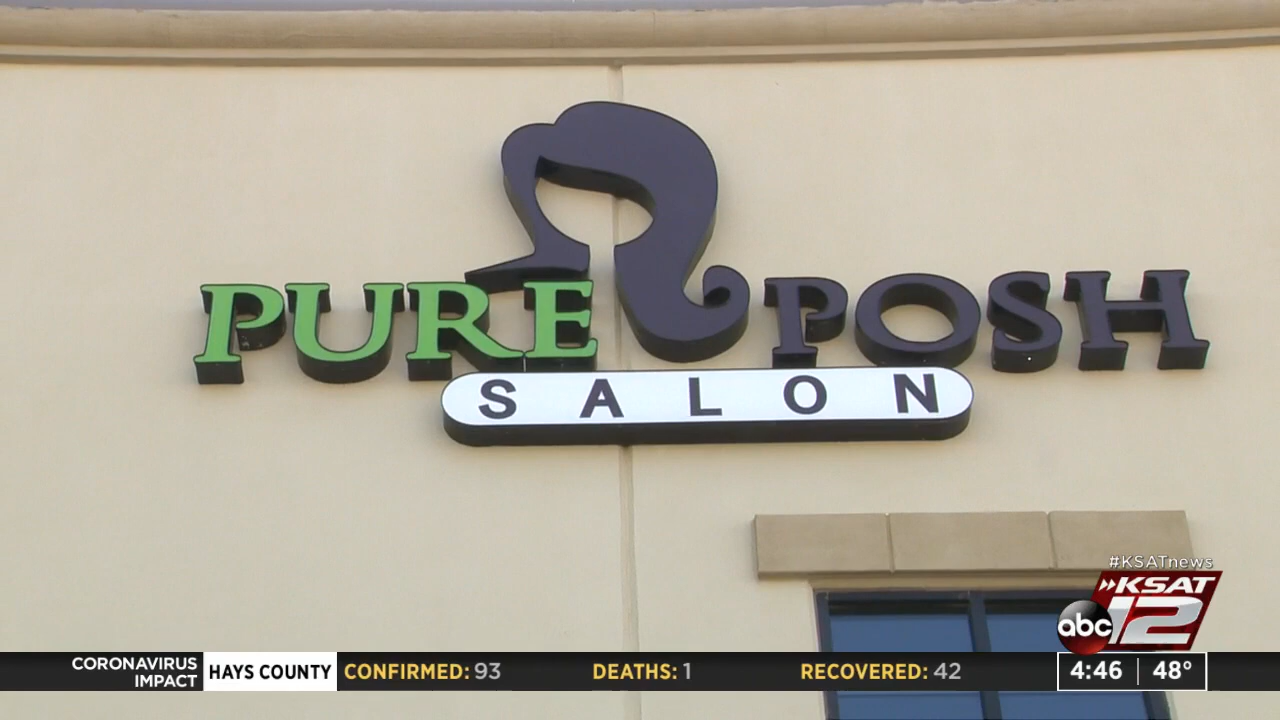 PURE POSH
SALON
#KSATnews
KSAT
abc 12
CORONAVIRUS IMPACT
HAYS COUNTY
CONFIRMED: 93
DEATHS: 1
RECOVERED: 42
4:46
48°